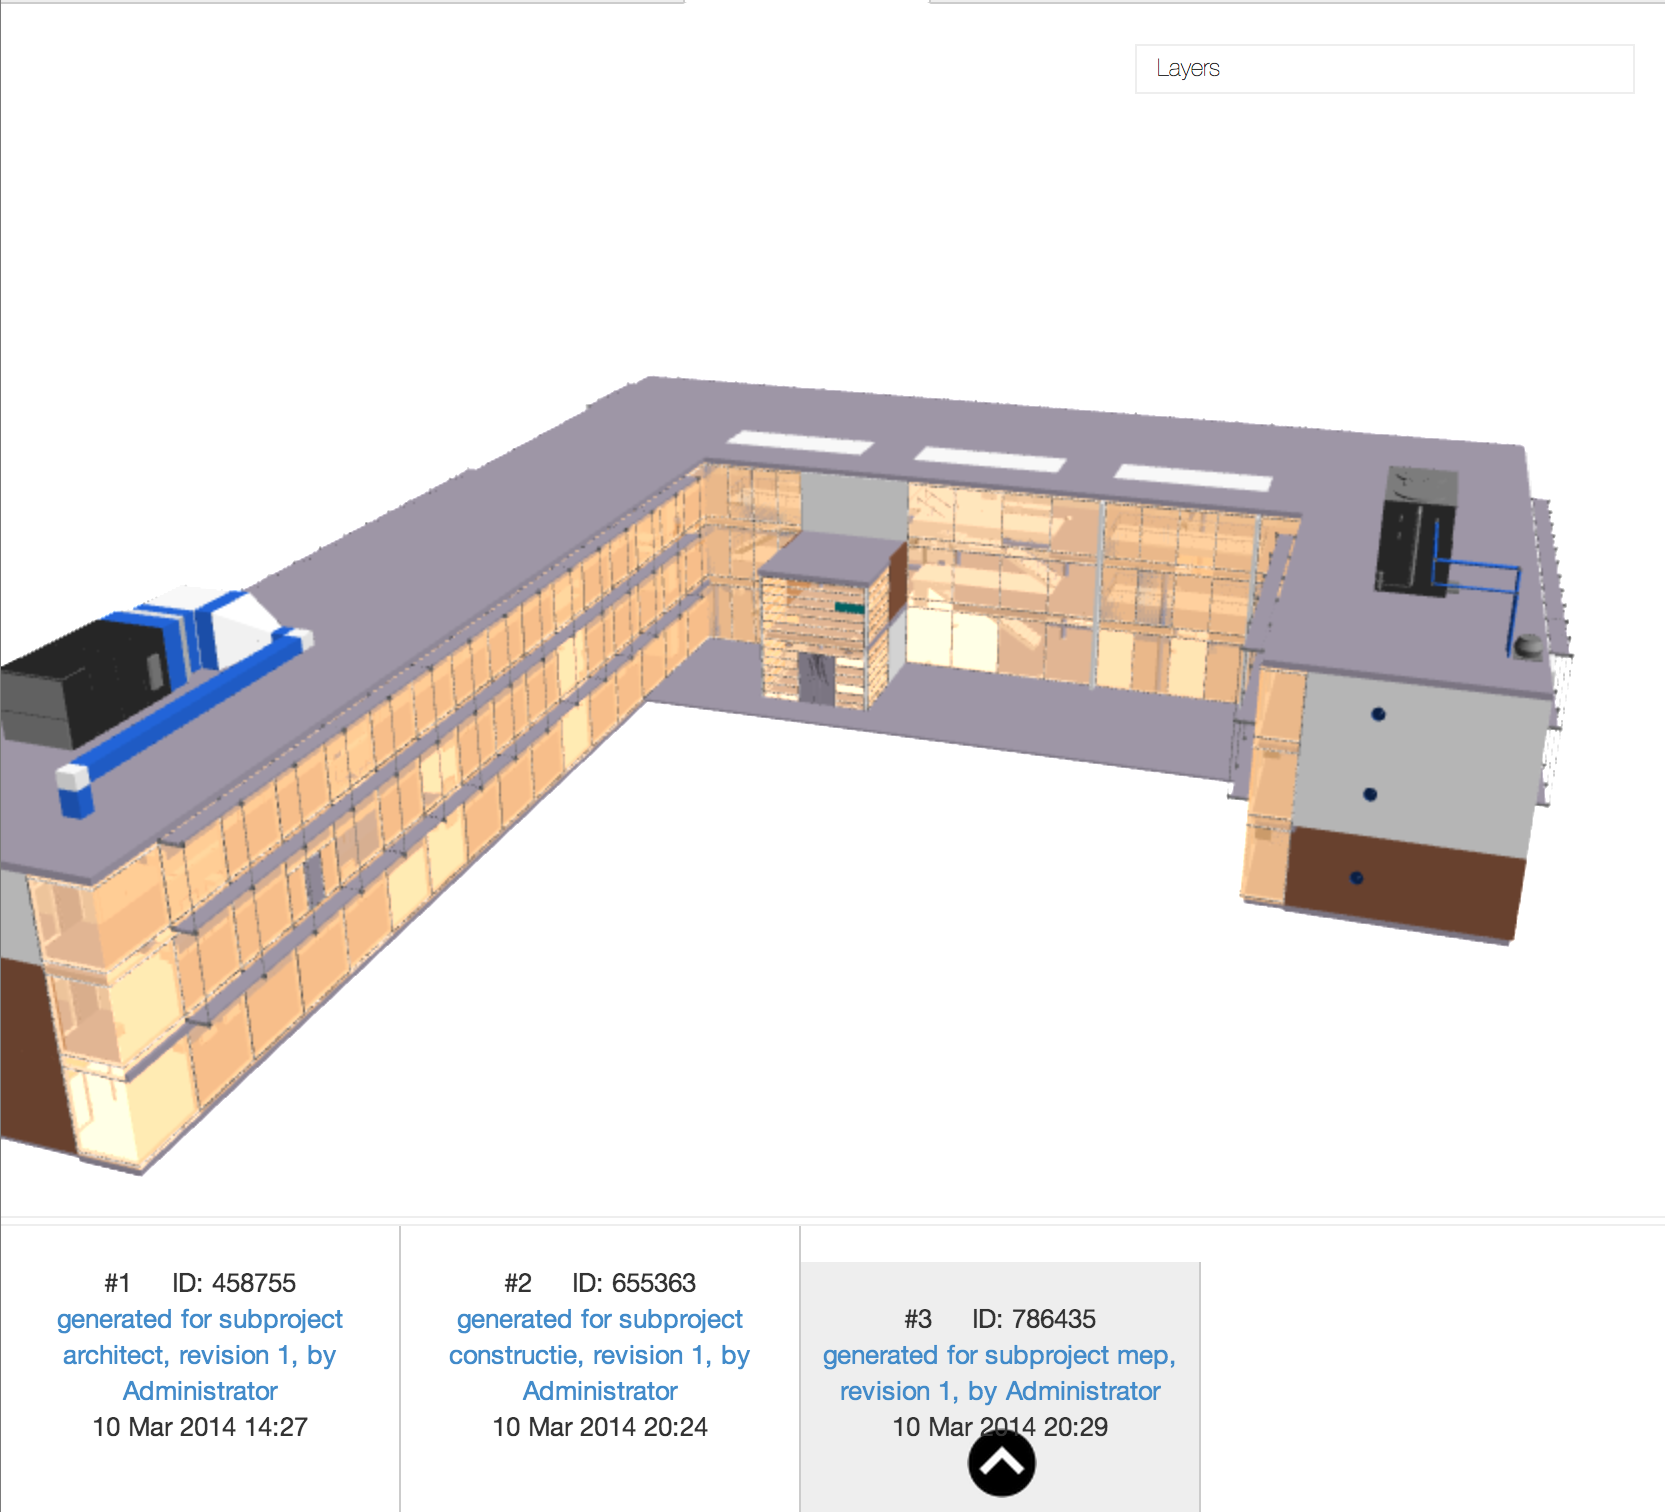 Layers
#1 ID: 458755
generated for subproject
architect, revision 1, by
Administrator
10 Mar 2014 14:27
#2 ID: 655363
generated for subproject
constructie, revision 1, by
Administrator
10 Mar 2014 20:24
#3 ID: 786435
generated for subproject mep,
revision 1, by Administrator
10 Mar 2014 20:29